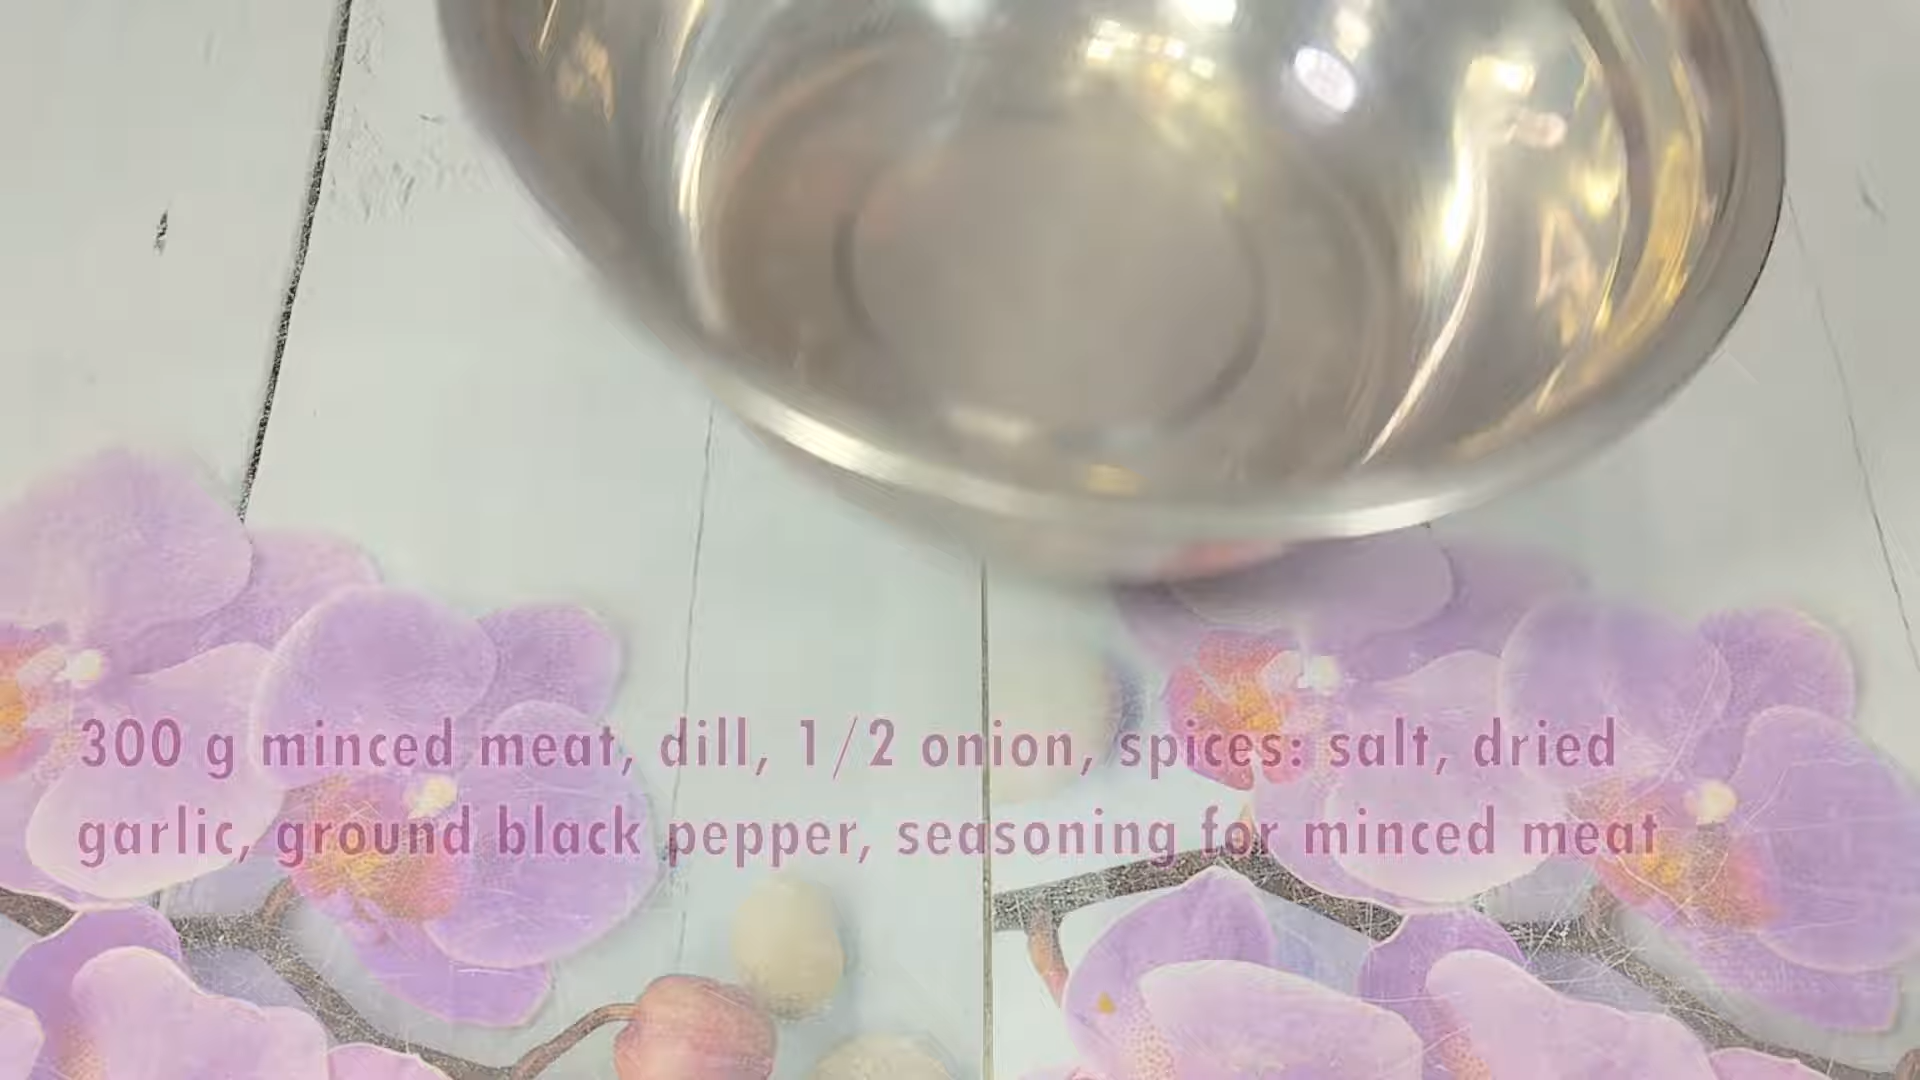 300 g minced meat, dill, 1/2 onion, spices: salt, dried
garlic, ground black pepper, seasoning for minced meat